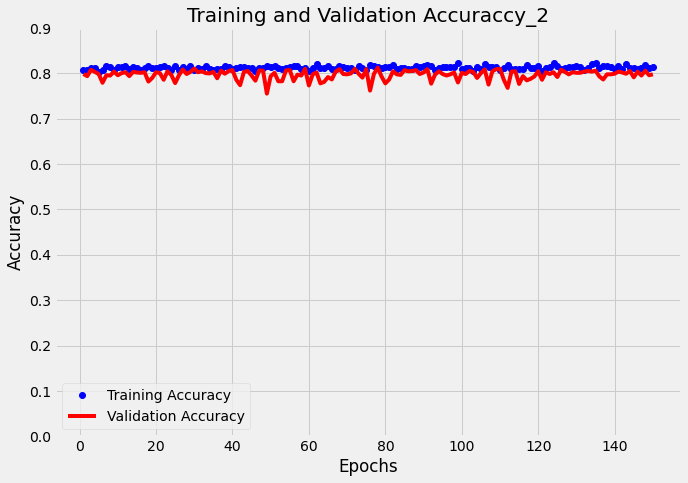 Training and Validation Accuraccy_2
0.9
0.8
0.7
0.6
0.5
0.4
0.3
0.2
0.1
0.0
Accuracy
Training Accuracy
Validation Accuracy
0 20 40 60 80 100 120 140
Epochs